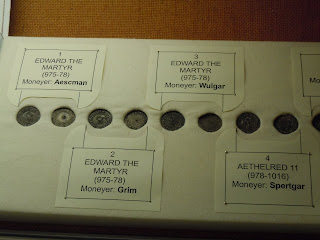 1
EDWARD THE
MARTYR
(975-78)
Moneyer: Aescman
3
EDWARD THE
MARTYR
(975-78)
Moneyer: Wulgar
2
EDWARD THE
MARTYR
(975-78)
Moneyer: Grim
4
AETHELRED 11
(978-1016)
Moneyer: Spertgar